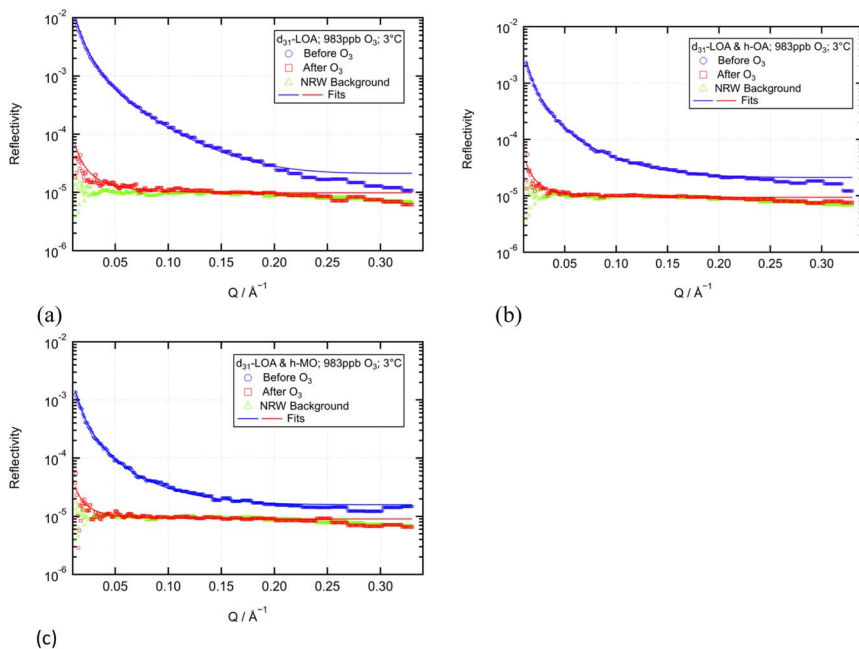 10⁻²
10⁻³
10⁻⁴
10⁻⁵
10⁻⁶
Reflectivity
d₃₁-LOA; 983ppb O₃; 3°C
Before O₃
After O₃
NRW Background
Fits
0.05 0.10 0.15 0.20 0.25 0.30
Q / Å⁻¹
(a)
10⁻²
10⁻³
10⁻⁴
10⁻⁵
10⁻⁶
Reflectivity
d₃₁-LOA & h-OA; 983ppb O₃; 3°C
Before O₃
After O₃
NRW Background
Fits
0.05 0.10 0.15 0.20 0.25 0.30
Q / Å⁻¹
(b)
10⁻²
10⁻³
10⁻⁴
10⁻⁵
10⁻⁶
Reflectivity
d₃₁-LOA & h-MO; 983ppb O₃; 3°C
Before O₃
After O₃
NRW Background
Fits
0.05 0.10 0.15 0.20 0.25 0.30
Q / Å⁻¹
(c)